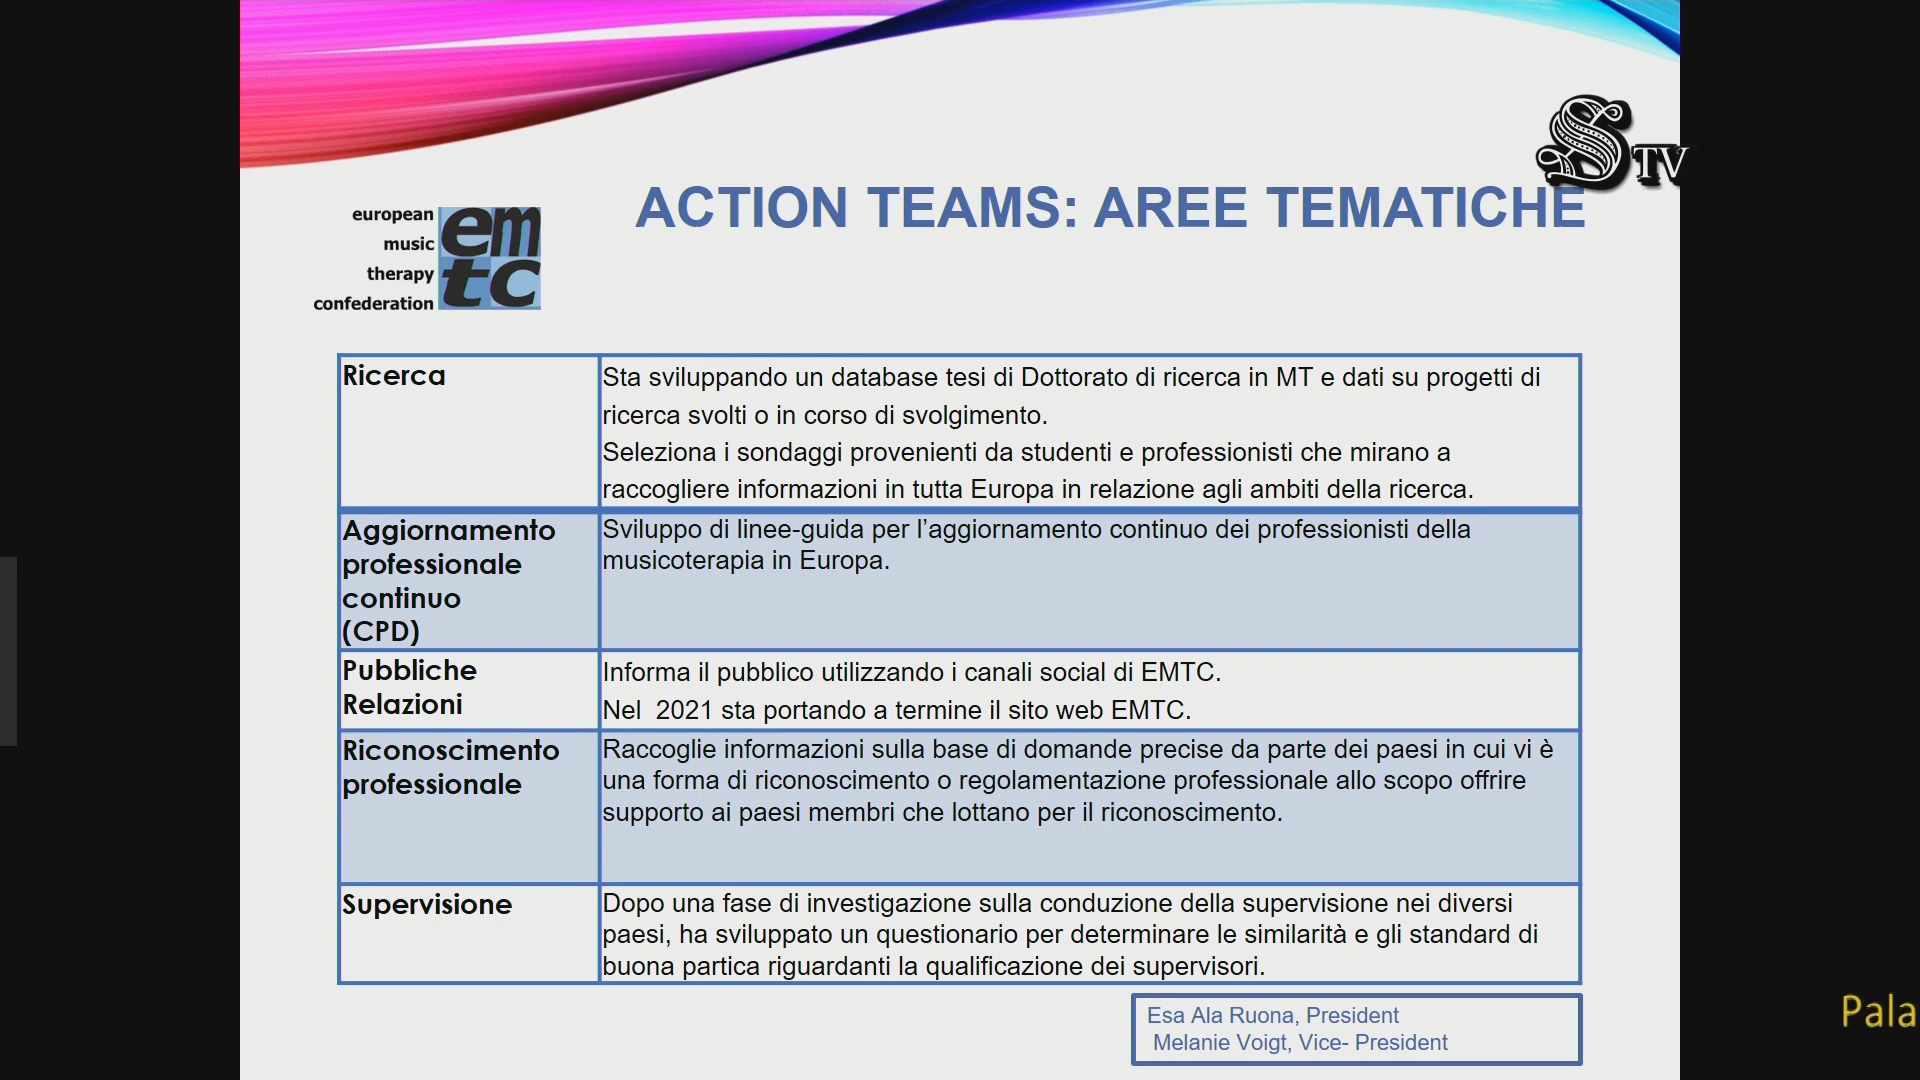 S TV
ACTION TEAMS: AREE TEMATICHE
european
music
therapy
confederation
emtc
Ricerca
Sta sviluppando un database tesi di Dottorato di ricerca in MT e dati su progetti di
ricerca svolti o in corso di svolgimento.
Seleziona i sondaggi provenienti da studenti e professionisti che mirano a
raccogliere informazioni in tutta Europa in relazione agli ambiti della ricerca.
Aggiornamento
professionale
continuo
(CPD)
Sviluppo di linee-guida per l’aggiornamento continuo dei professionisti della
musicoterapia in Europa.
Pubbliche
Relazioni
Informa il pubblico utilizzando i canali social di EMTC.
Nel  2021 sta portando a termine il sito web EMTC.
Riconoscimento
professionale
Raccoglie informazioni sulla base di domande precise da parte dei paesi in cui vi è
una forma di riconoscimento o regolamentazione professionale allo scopo offrire
supporto ai paesi membri che lottano per il riconoscimento.
Supervisione
Dopo una fase di investigazione sulla conduzione della supervisione nei diversi
paesi, ha sviluppato un questionario per determinare le similarità e gli standard di
buona partica riguardanti la qualificazione dei supervisori.
Esa Ala Ruona, President
Melanie Voigt, Vice- President
Pala